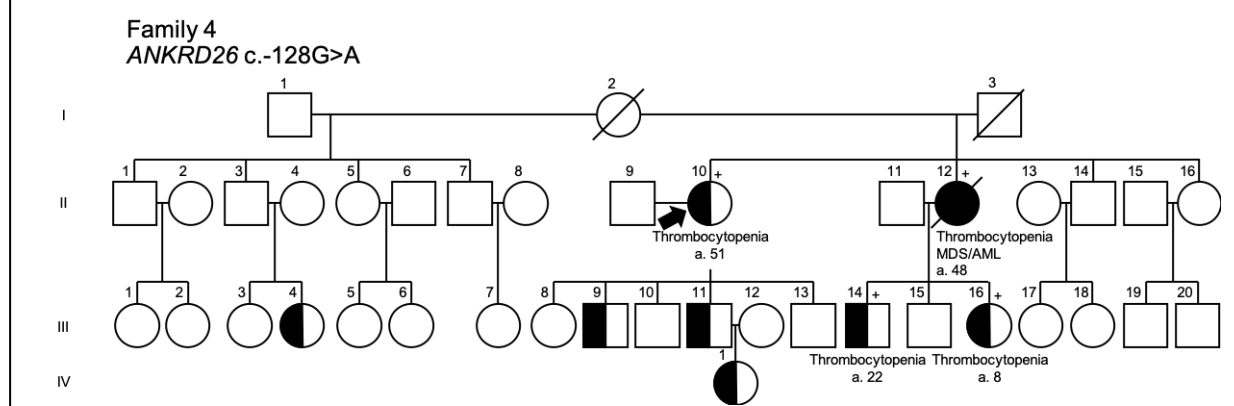 Family 4
ANKRD26 c.-128G>A
1 2 3
I
1 2 3 4 5 6 7 8 9 10 + 11 12 + 13 14 15 16
II
Thrombocytopenia
a. 51
Thrombocytopenia
MDS/AML
a. 48
1 2 3 4 5 6 7 8 9 10 11 12 13 14 + 15 16 + 17 18 19 20
III
Thrombocytopenia
a. 22
Thrombocytopenia
a. 8
1
IV